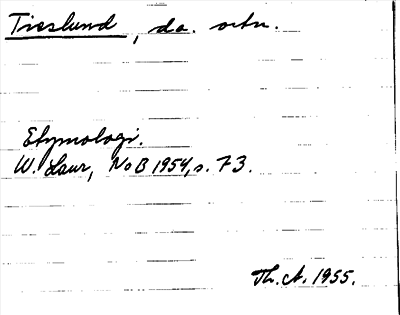 Tieslund, da. ortn.
Etymologi.
W. Laur, NoB 1954, s. 73.
Th. A. 1955.